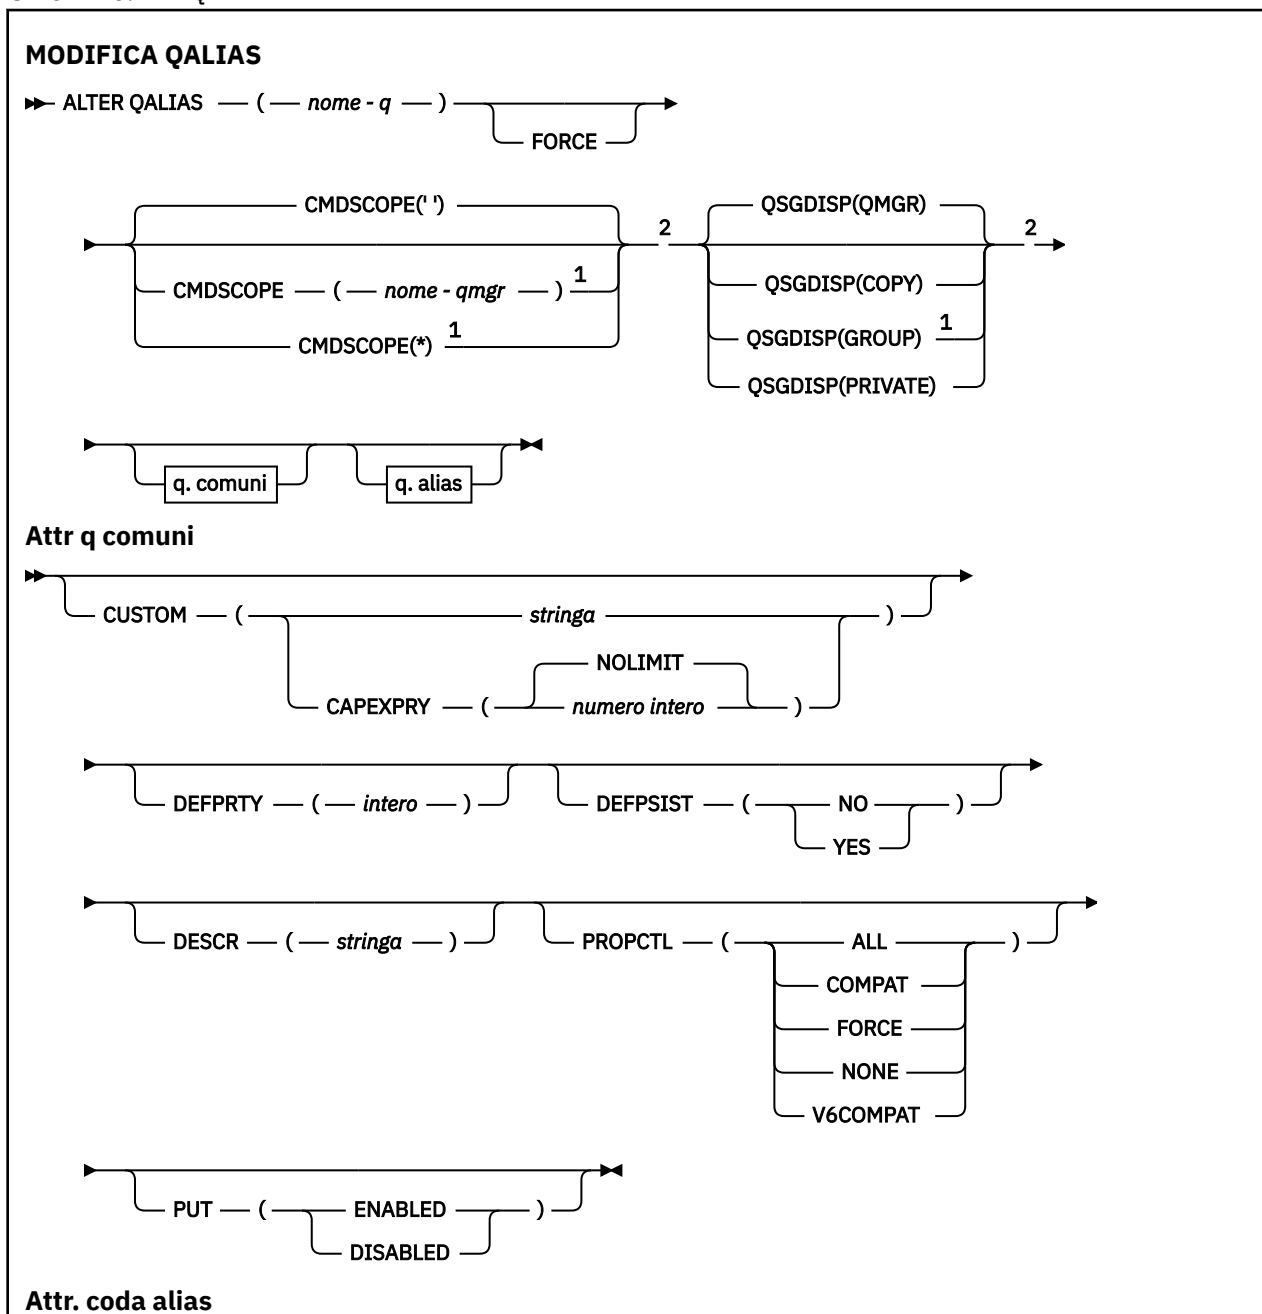 MODIFICA QALIAS
ALTER QALIAS ( nome - q )
FORCE
CMDSCOPE(' ')
CMDSCOPE ( nome - qmgr ) 1
CMDSCOPE(*) 1
2
QSGDISP(QMGR)
QSGDISP(COPY)
QSGDISP(GROUP) 1
QSGDISP(PRIVATE)
2
q. comuni
q. alias
Attr q comuni
CUSTOM ( stringa )
CAPEXPRY ( NOLIMIT
numero intero )
DEFPRTY ( intero )
DEFPSIST ( NO )
YES
DESCR ( stringa )
PROPCTL ( ALL )
COMPAT
FORCE
NONE
V6COMPAT
PUT ( ENABLED )
DISABLED
Attr. coda alias